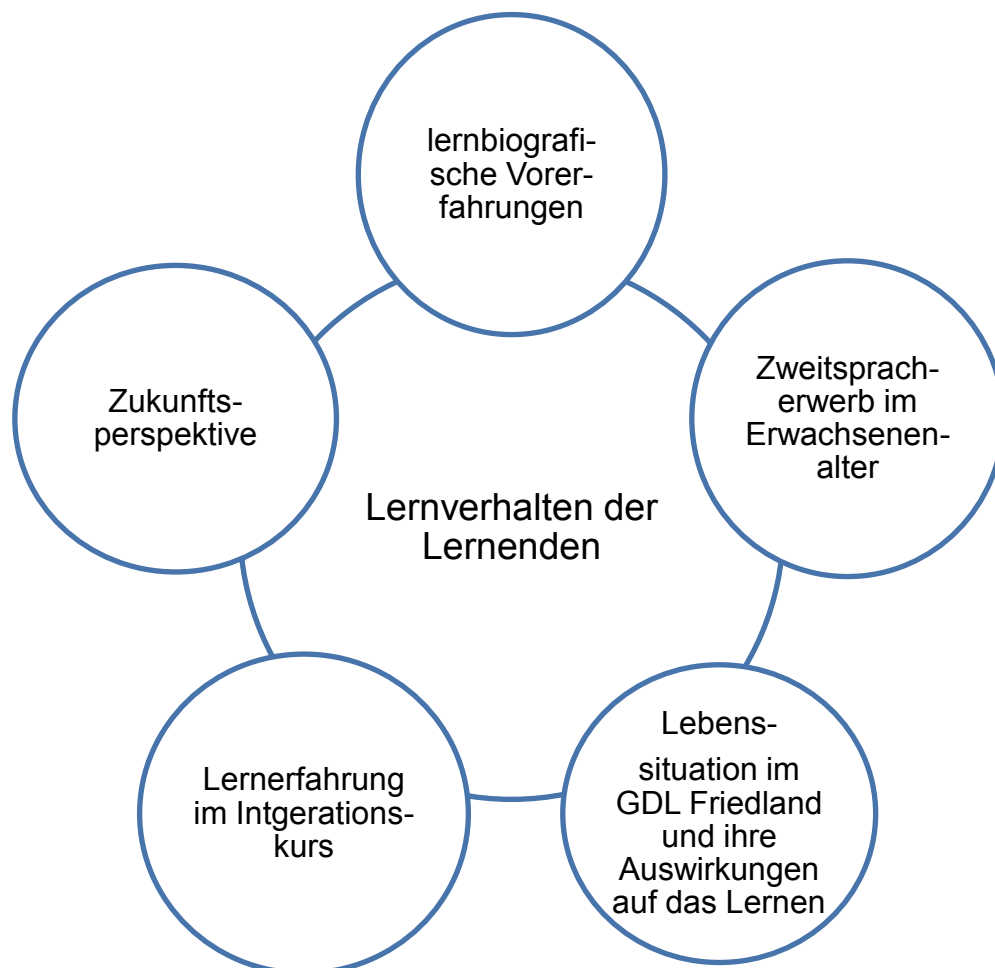 lernbiografi-
sche Vorer-
fahrungen
Zweitsprach-
erwerb im
Erwachsenen-
alter
Zukunfts-
perspektive
Lernverhalten der
Lernenden
Lebens-
situation im
GDL Friedland
und ihre
Auswirkungen
auf das Lernen
Lernerfahrung
im Intgerations-
kurs